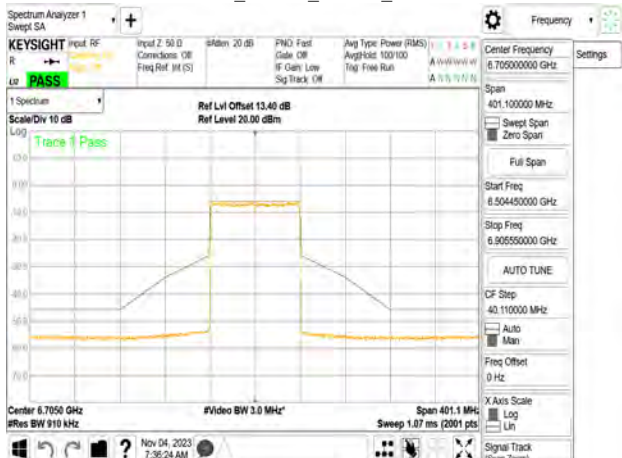 Spectrum Analyzer 1
Swept SA
+
Frequency
KEYSIGHT
Input: RF
Input Z: 50 Ω
Corrections: Off
Freq Ref: Int (S)
#Atten: 20 dB
PNO: Fast
Gate: Off
IF Gain: Low
Sig Track: Off
Avg Type: Power (RMS)
Avg|Hold: 100/100
Trig: Free Run
A N N N N N
R
PASS
Center Frequency
6.705000000 GHz
Settings
Span
401.100000 MHz
Swept Span
Zero Span
Full Span
Start Freq
6.504450000 GHz
Stop Freq
6.905550000 GHz
AUTO TUNE
CF Step
40.110000 MHz
Auto
Man
Freq Offset
0 Hz
X Axis Scale
Log
Lin
Signal Track
1 Spectrum
Scale/Div 10 dB
Ref Lvl Offset 13.40 dB
Ref Level 20.00 dBm
Log
Trace 1 Pass
Center 6.7050 GHz
#Res BW 910 kHz
#Video BW 3.0 MHz*
Span 401.1 MHz
Sweep 1.07 ms (2001 pts
?
Nov 04, 2023
7:36:24 AM